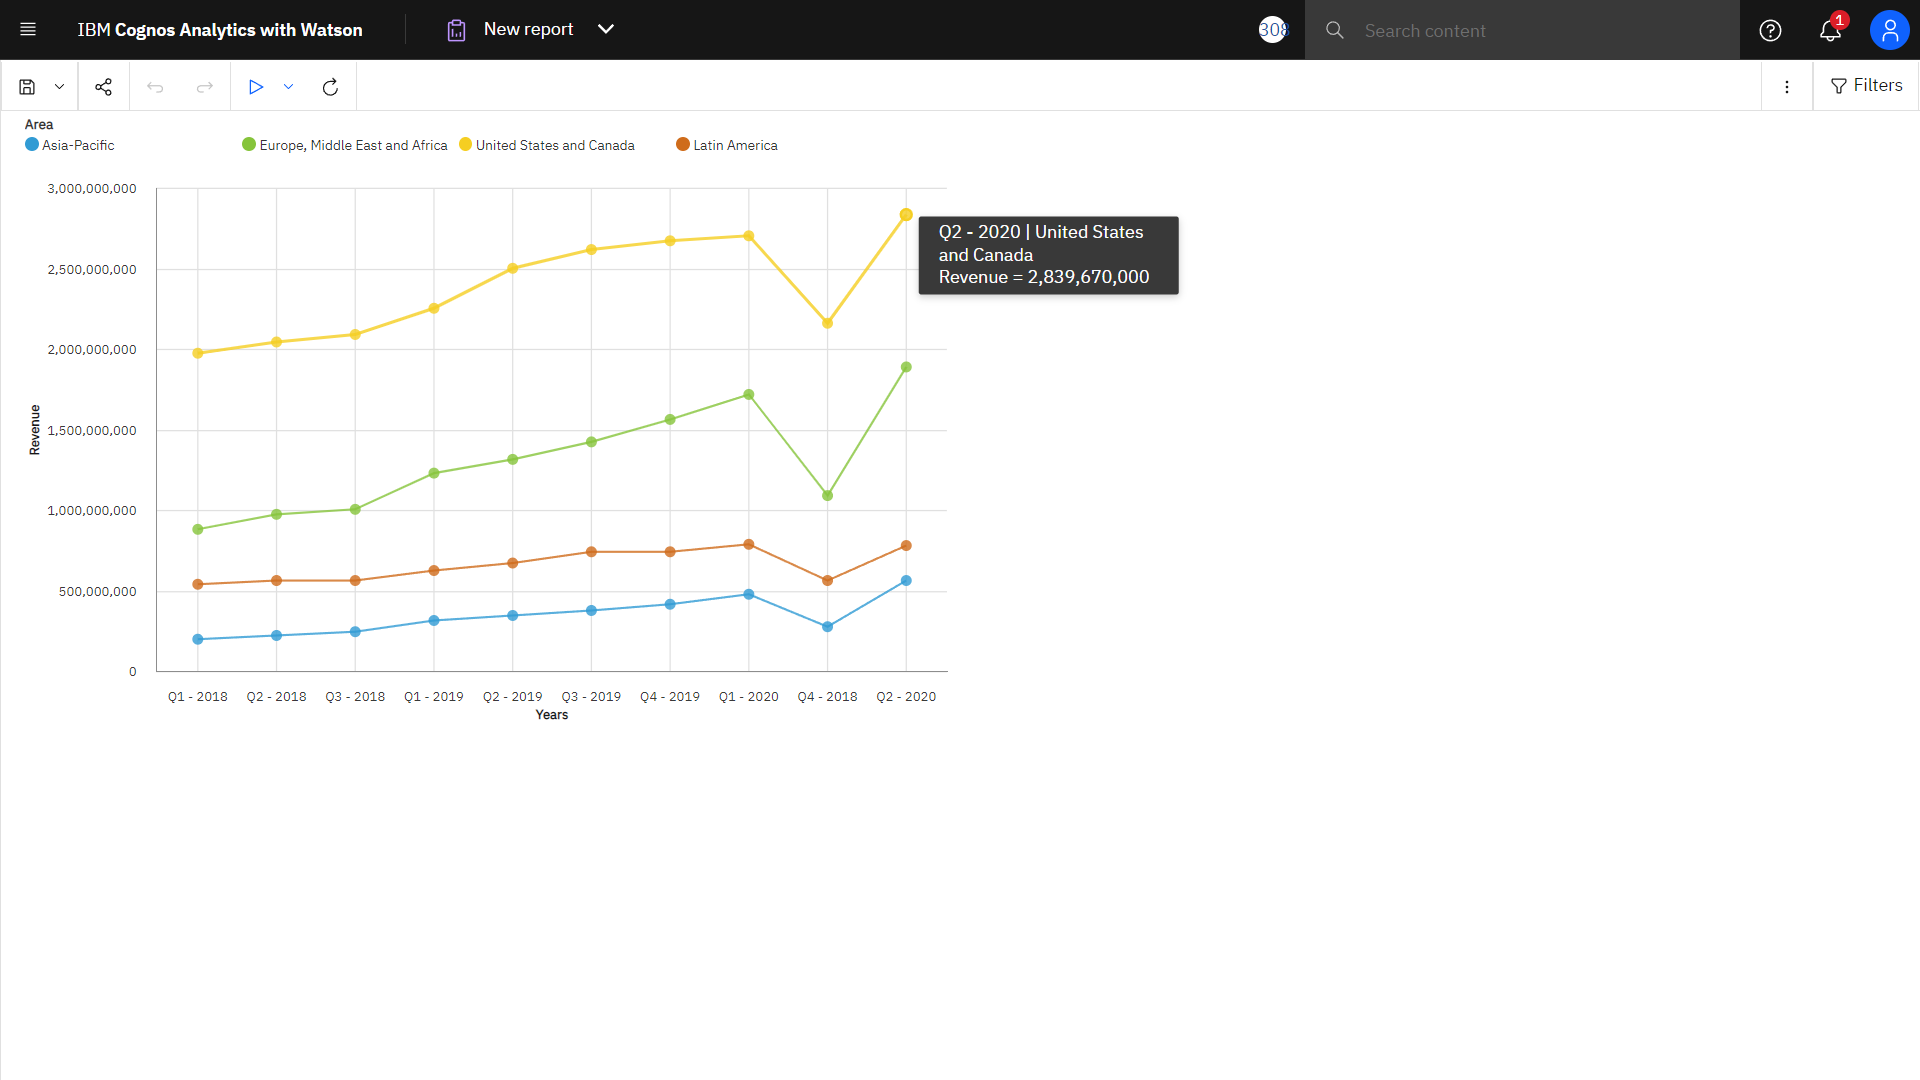 IBM Cognos Analytics with Watson
New report
308
Search content
1
Filters
Area
Asia-Pacific
Europe, Middle East and Africa
United States and Canada
Latin America
3,000,000,000
2,500,000,000
2,000,000,000
1,500,000,000
1,000,000,000
500,000,000
0
Revenue
Q2 - 2020 | United States
and Canada
Revenue = 2,839,670,000
Q1 - 2018
Q2 - 2018
Q3 - 2018
Q1 - 2019
Q2 - 2019
Q3 - 2019
Q4 - 2019
Q1 - 2020
Q4 - 2018
Q2 - 2020
Years